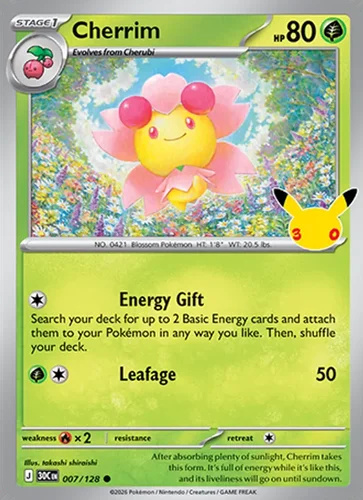 STAGE 1
Cherrim
HP 80
Evolves from Cherubi
30
NO. 0421 Blossom Pokémon HT: 1'8" WT: 20.5 lbs.
Energy Gift
Search your deck for up to 2 Basic Energy cards and attach
them to your Pokémon in any way you like. Then, shuffle
your deck.
Leafage 50
weakness ×2 resistance retreat
Illus. takashi shiraishi
J 30C EN 007/128
After absorbing plenty of sunlight, Cherrim takes
this form. It's full of energy while it's like this,
and its liveliness will go on until sundown.
©2026 Pokémon / Nintendo / Creatures / GAME FREAK